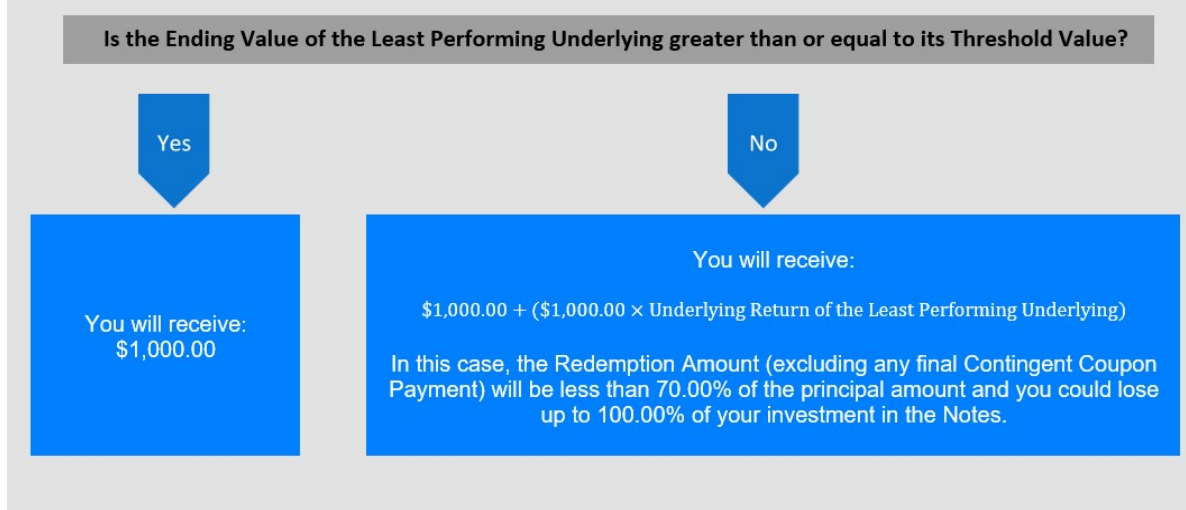 Is the Ending Value of the Least Performing Underlying greater than or equal to its Threshold Value?
Yes
No
You will receive:
$1,000.00
You will receive:
$1,000.00 + ($1,000.00 × Underlying Return of the Least Performing Underlying)
In this case, the Redemption Amount (excluding any final Contingent Coupon
Payment) will be less than 70.00% of the principal amount and you could lose
up to 100.00% of your investment in the Notes.